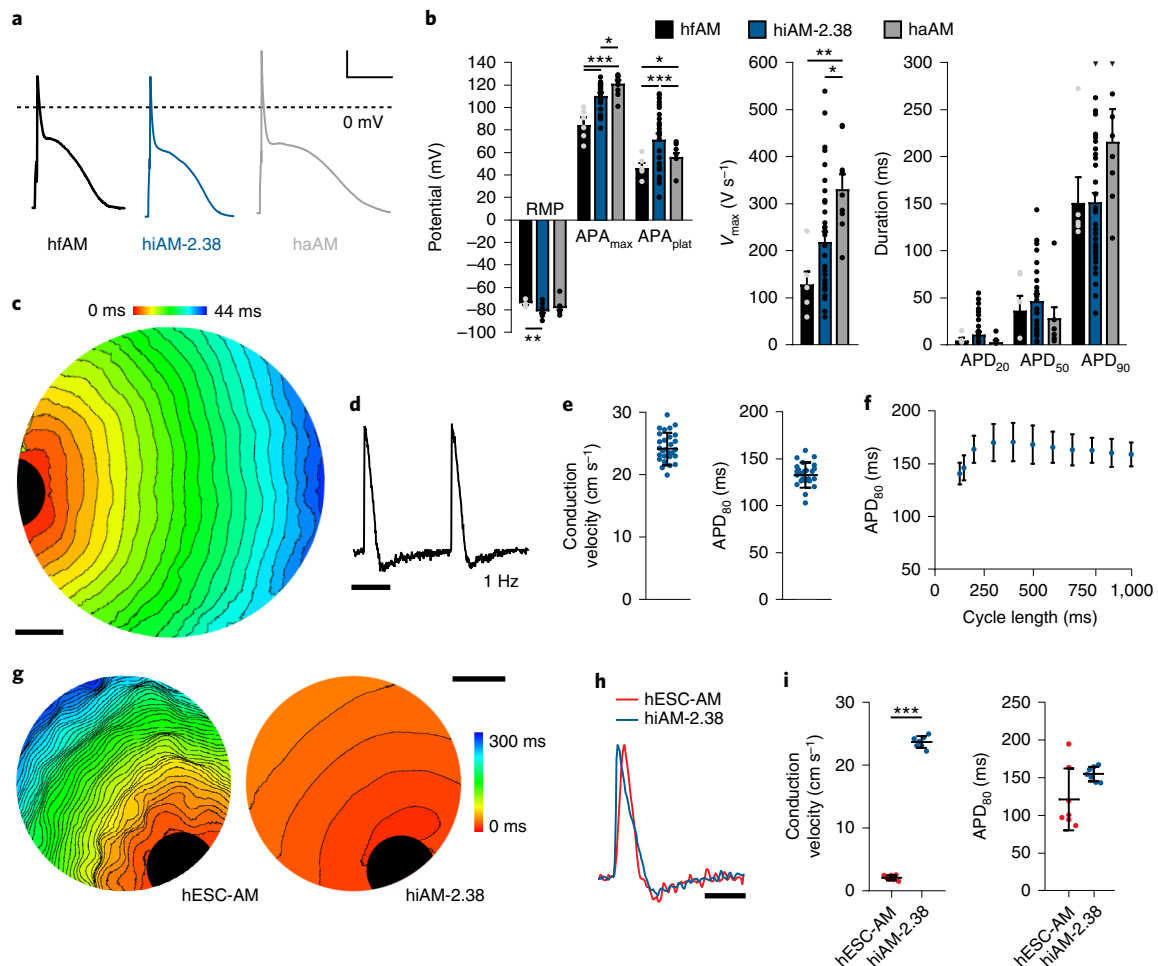 a
0 mV
hfAM
hiAM-2.38
haAM
b
hfAM
hiAM-2.38
haAM
Potential (mV)
140
120
100
80
60
40
20
0
−20
−40
−60
−80
−100
RMP
**
***
*
APAmax
*
***
APAplat
Vmax (V s−1)
600
500
400
300
200
100
0
**
*
Duration (ms)
300
250
200
150
100
50
0
APD20
APD50
APD90
c
0 ms
44 ms
d
1 Hz
e
Conduction
velocity (cm s−1)
30
20
10
0
APD80 (ms)
200
150
100
50
0
f
APD80 (ms)
200
150
100
50
0
250
500
750
1,000
Cycle length (ms)
g
hESC-AM
hiAM-2.38
300 ms
0 ms
h
hESC-AM
hiAM-2.38
i
Conduction
velocity (cm s−1)
30
20
10
0
***
hESC-AM
hiAM-2.38
APD80 (ms)
250
200
150
100
50
0
hESC-AM
hiAM-2.38